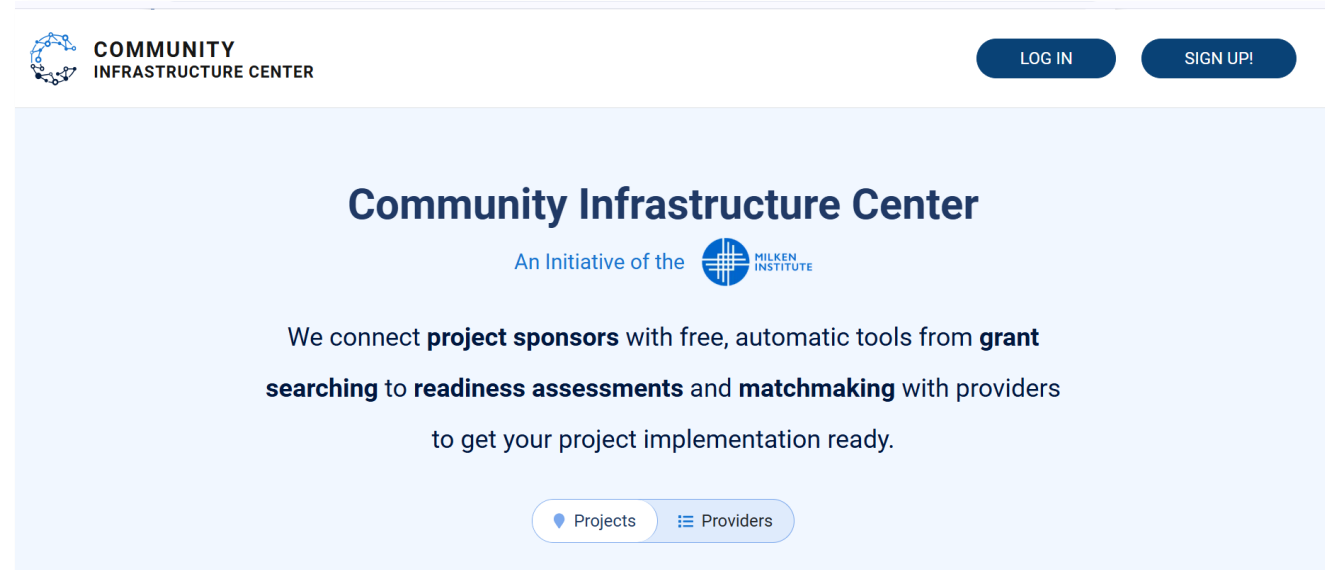 COMMUNITY
INFRASTRUCTURE CENTER
LOG IN
SIGN UP!
Community Infrastructure Center
An Initiative of the
MILKEN
INSTITUTE
We connect project sponsors with free, automatic tools from grant
searching to readiness assessments and matchmaking with providers
to get your project implementation ready.
Projects
Providers